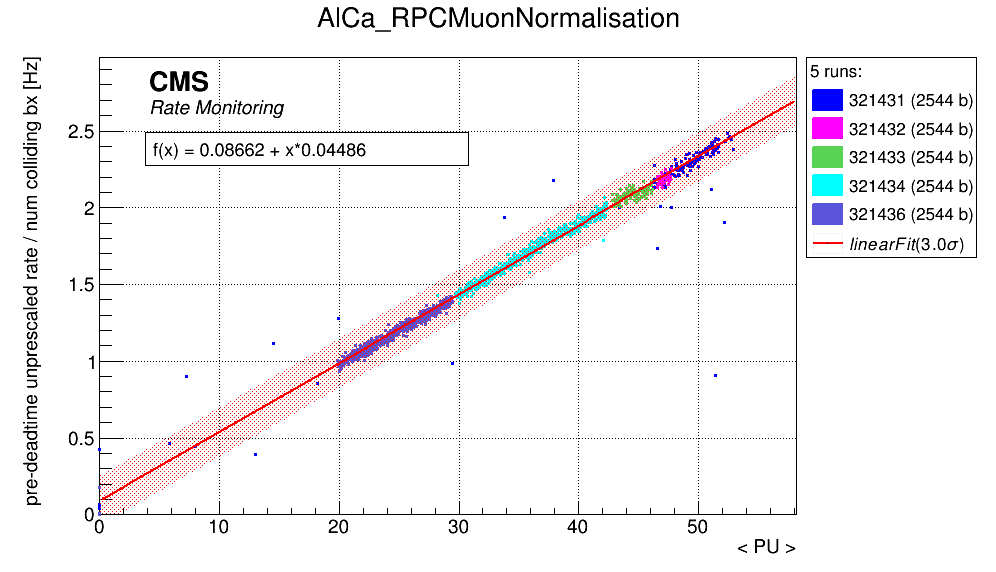 AlCa_RPCMuonNormalisation
pre-deadtime unprescaled rate / num colliding bx [Hz]
CMS
Rate Monitoring
f(x) = 0.08662 + x*0.04486
2.5
2
1.5
1
0.5
0
0 10 20 30 40 50
< PU >
5 runs:
321431 (2544 b)
321432 (2544 b)
321433 (2544 b)
321434 (2544 b)
321436 (2544 b)
linearFit(3.0σ)